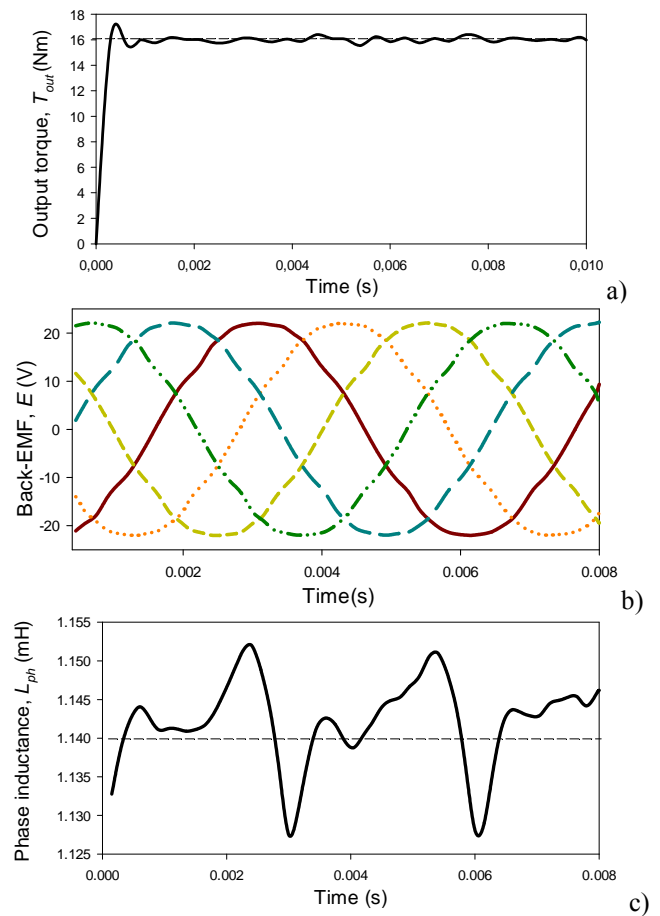 18
16
14
12
10
8
6
4
2
0
Output torque, T_out (Nm)
0,000 0,002 0,004 0,006 0,008 0,010
Time (s)
a)
20
10
0
-10
-20
Back-EMF, E (V)
0.002 0.004 0.006 0.008
Time(s)
b)
1.155
1.150
1.145
1.140
1.135
1.130
1.125
Phase inductance, L_ph (mH)
0.000 0.002 0.004 0.006 0.008
Time (s)
c)